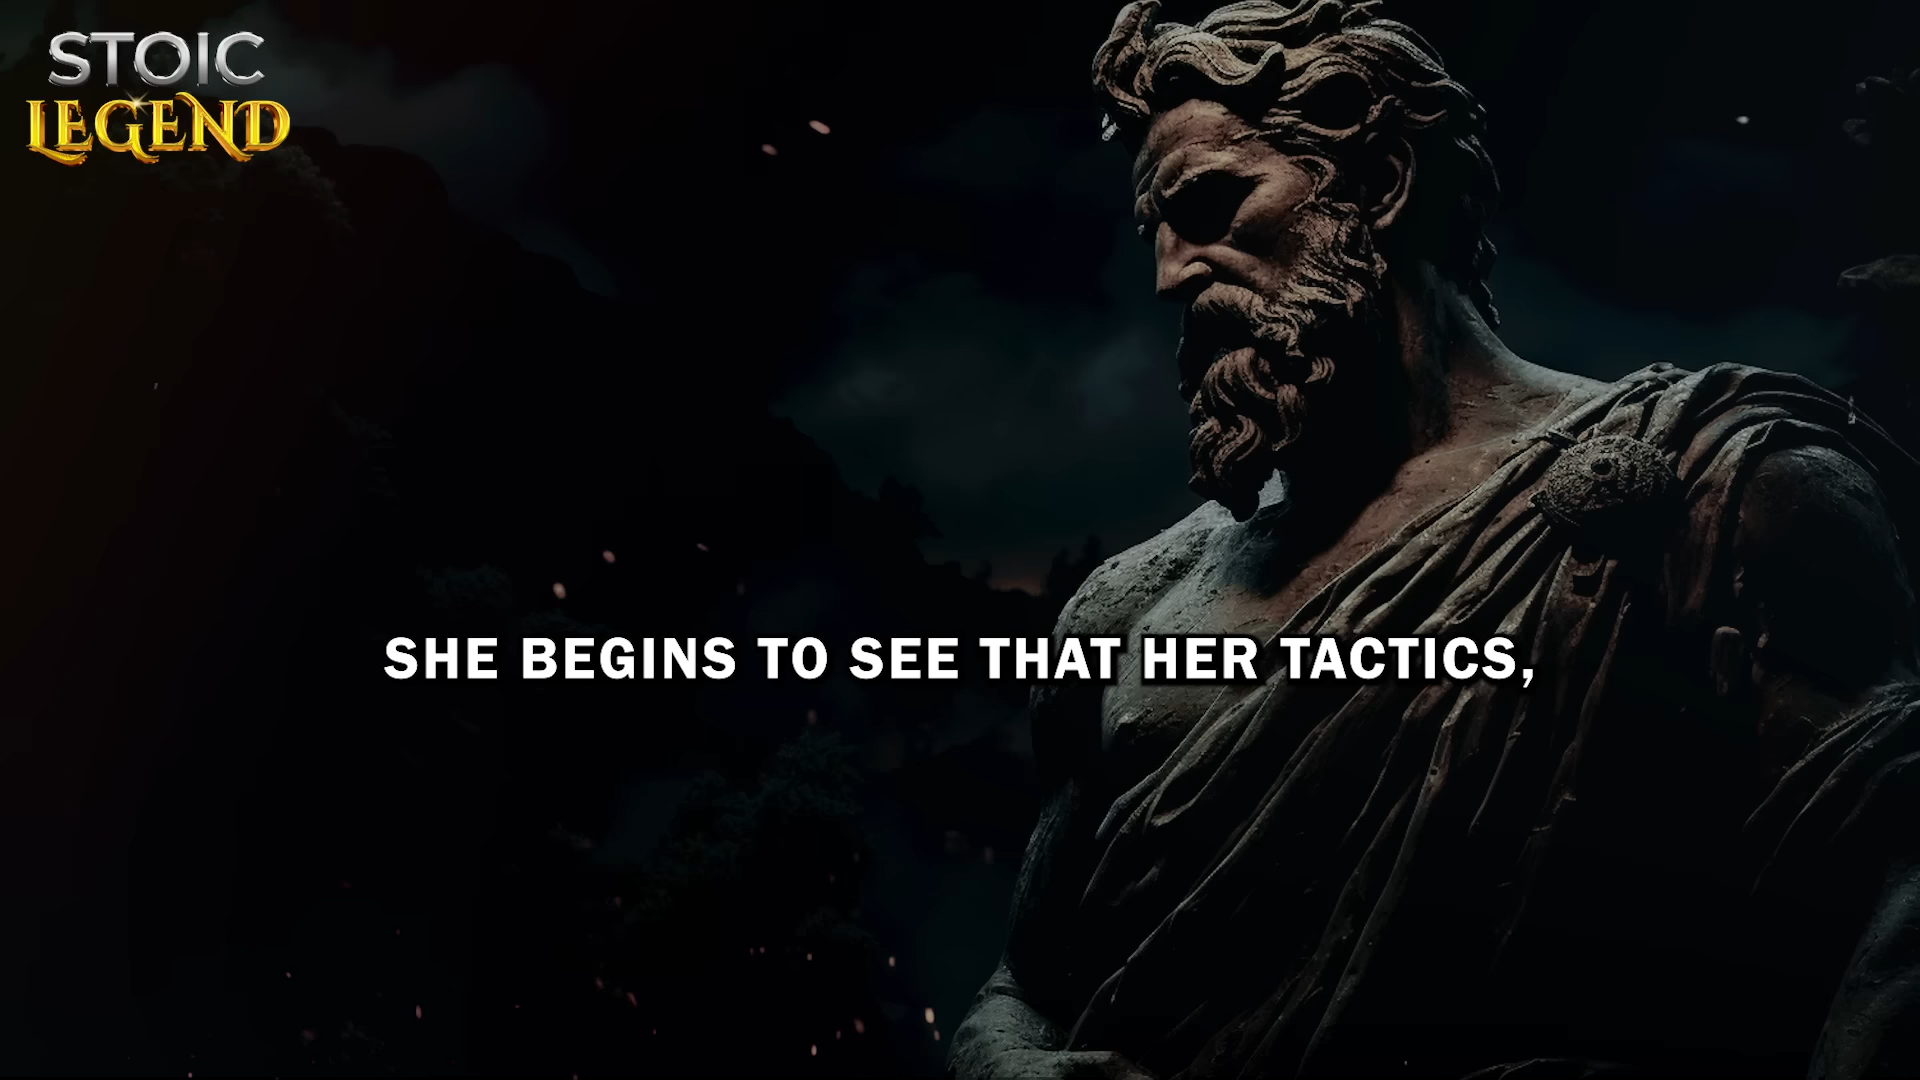 STOIC
LEGEND
SHE BEGINS TO SEE THAT HER TACTICS,